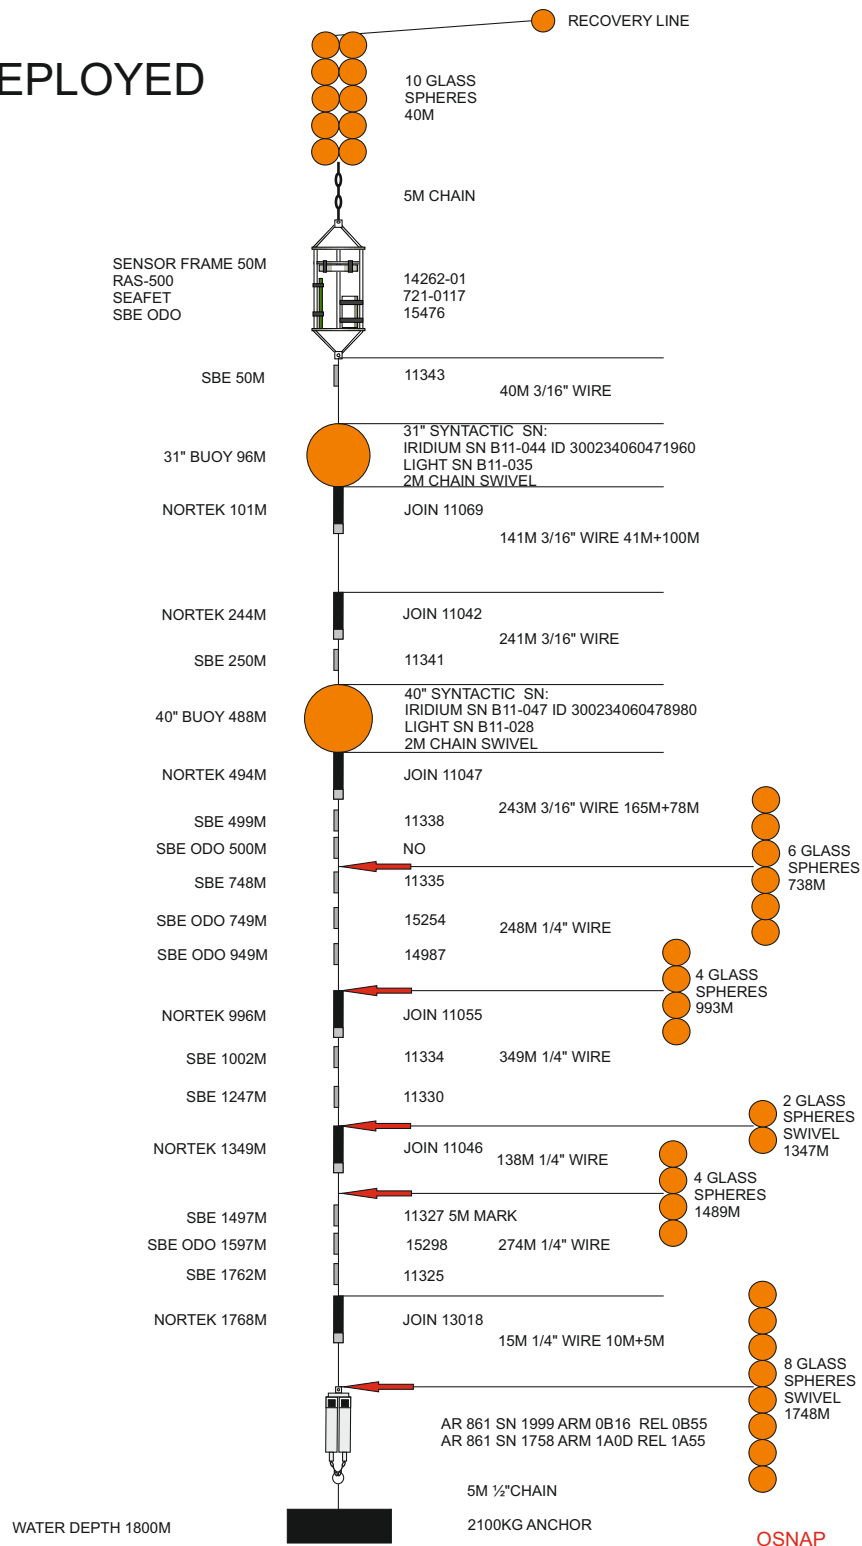 RECOVERY LINE
EPLOYED
10 GLASS
SPHERES
40M
5M CHAIN
SENSOR FRAME 50M
RAS-500
SEAFET
SBE ODO
14262-01
721-0117
15476
SBE 50M
11343
40M 3/16" WIRE
31" BUOY 96M
31" SYNTACTIC SN:
IRIDIUM SN B11-044 ID 300234060471960
LIGHT SN B11-035
2M CHAIN SWIVEL
NORTEK 101M
JOIN 11069
141M 3/16" WIRE 41M+100M
NORTEK 244M
JOIN 11042
241M 3/16" WIRE
SBE 250M
11341
40" BUOY 488M
40" SYNTACTIC SN:
IRIDIUM SN B11-047 ID 300234060478980
LIGHT SN B11-028
2M CHAIN SWIVEL
NORTEK 494M
JOIN 11047
243M 3/16" WIRE 165M+78M
SBE 499M
11338
SBE ODO 500M
NO
6 GLASS
SPHERES
738M
SBE 748M
11335
SBE ODO 749M
15254
248M 1/4" WIRE
SBE ODO 949M
14987
4 GLASS
SPHERES
993M
NORTEK 996M
JOIN 11055
SBE 1002M
11334
349M 1/4" WIRE
SBE 1247M
11330
2 GLASS
SPHERES
SWIVEL
1347M
NORTEK 1349M
JOIN 11046
138M 1/4" WIRE
4 GLASS
SPHERES
1489M
SBE 1497M
11327 5M MARK
SBE ODO 1597M
15298
274M 1/4" WIRE
SBE 1762M
11325
NORTEK 1768M
JOIN 13018
15M 1/4" WIRE 10M+5M
8 GLASS
SPHERES
SWIVEL
1748M
AR 861 SN 1999 ARM 0B16 REL 0B55
AR 861 SN 1758 ARM 1A0D REL 1A55
5M ½"CHAIN
WATER DEPTH 1800M
2100KG ANCHOR
OSNAP